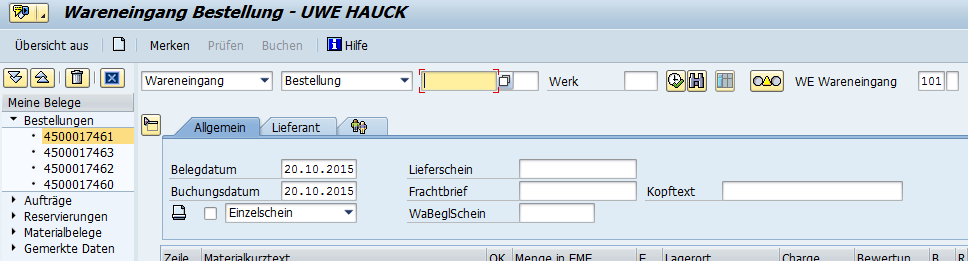 Wareneingang Bestellung - UWE HAUCK
Übersicht aus Merken Prüfen Buchen Hilfe
Wareneingang Bestellung Werk WE Wareneingang 101
Meine Belege
Bestellungen
4500017461
4500017463
4500017462
4500017460
Aufträge
Reservierungen
Materialbelege
Gemerkte Daten
Allgemein Lieferant
Belegdatum 20.10.2015 Lieferschein
Buchungsdatum 20.10.2015 Frachtbrief Kopftext
Einzelschein WaBeglSchein
Zeile Materialkurztext OK Menge in EME E Lagerort Charge Bewertun B R